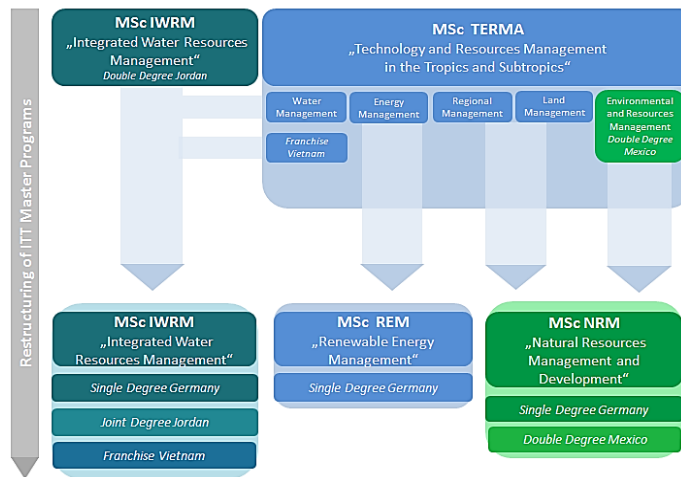 Restructuring of ITT Master Programs
MSc IWRM
„Integrated Water Resources
Management“
Double Degree Jordan
MSc TERMA
„Technology and Resources Management
in the Tropics and Subtropics“
Water
Management
Franchise
Vietnam
Energy
Management
Regional
Management
Land
Management
Environmental
and Resources
Management
Double Degree
Mexico
MSc IWRM
„Integrated Water
Resources Management“
Single Degree Germany
Joint Degree Jordan
Franchise Vietnam
MSc REM
„Renewable Energy
Management“
Single Degree Germany
MSc NRM
„Natural Resources
Management and
Development“
Single Degree Germany
Double Degree Mexico